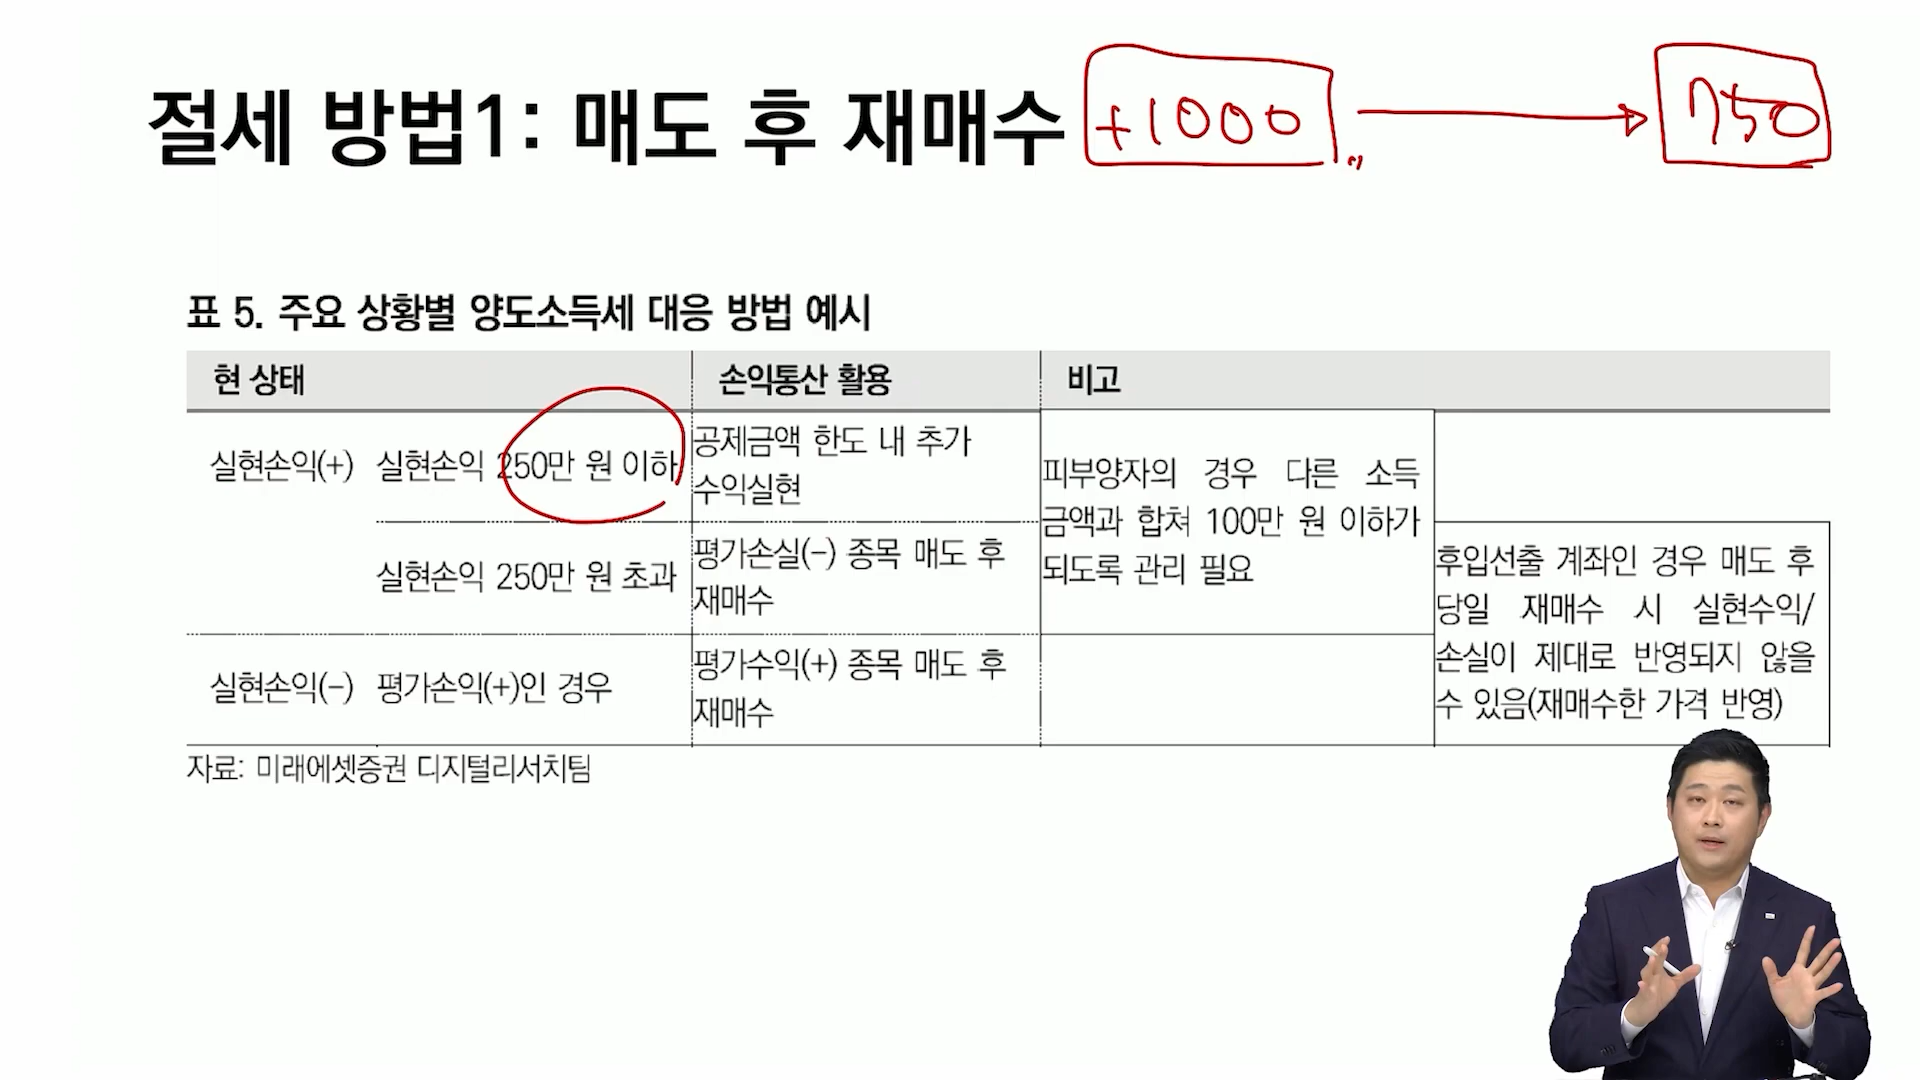 절세 방법1: 매도 후 재매수 +1000 → 750
표 5. 주요 상황별 양도소득세 대응 방법 예시
현 상태 손익통산 활용 비고
실현손익(+) 실현손익 250만 원 이하
공제금액 한도 내 추가
수익실현
피부양자의 경우 다른 소득
금액과 합쳐 100만 원 이하가
되도록 관리 필요
실현손익 250만 원 초과
평가손실(-) 종목 매도 후
재매수
후입선출 계좌인 경우 매도 후
당일 재매수 시 실현수익/
손실이 제대로 반영되지 않을
수 있음(재매수한 가격 반영)
실현손익(-) 평가손익(+)인 경우
평가수익(+) 종목 매도 후
재매수
자료: 미래에셋증권 디지털리서치팀